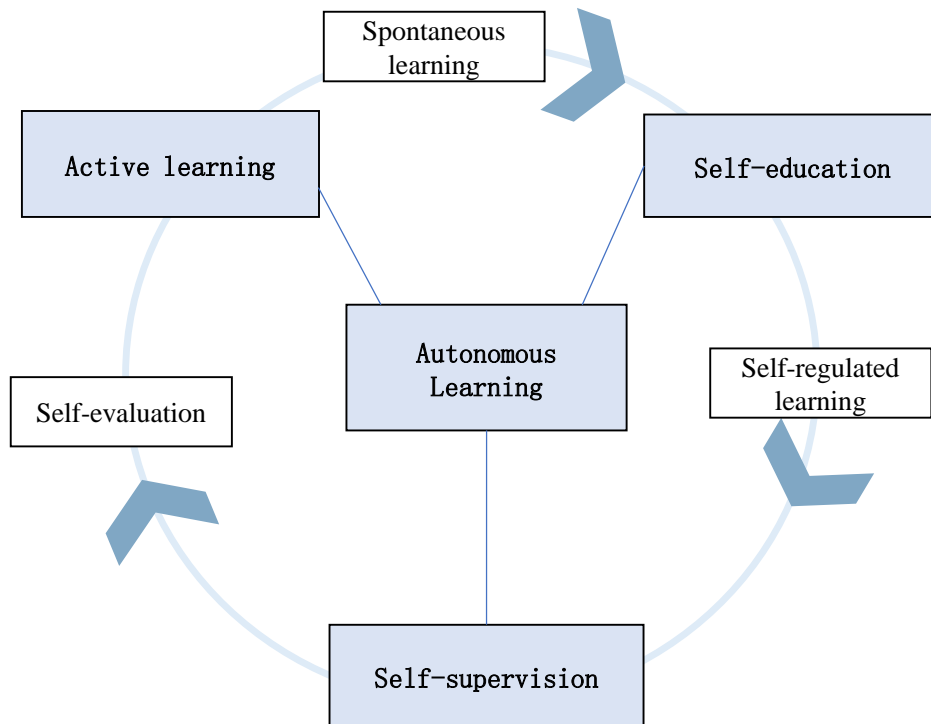 Spontaneous
learning
Active learning
Self-education
Autonomous
Learning
Self-regulated
learning
Self-evaluation
Self-supervision